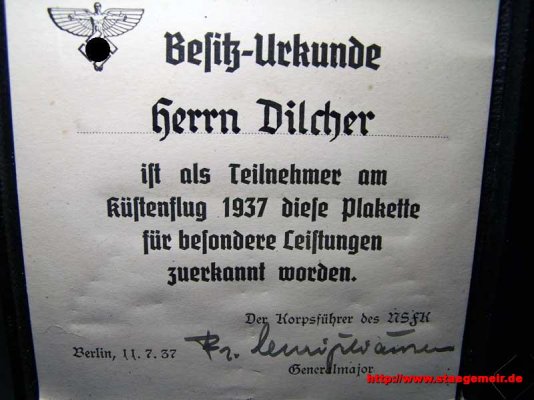 Besitz-Urkunde
Herrn Dilcher
ist als Teilnehmer am
Küstenflug 1937 diese Plakette
für besondere Leistungen
zuerkannt worden.
Der Korpsführer des NSFK
Berlin, 11.7.37
Generalmajor
http://www.staegemeir.de